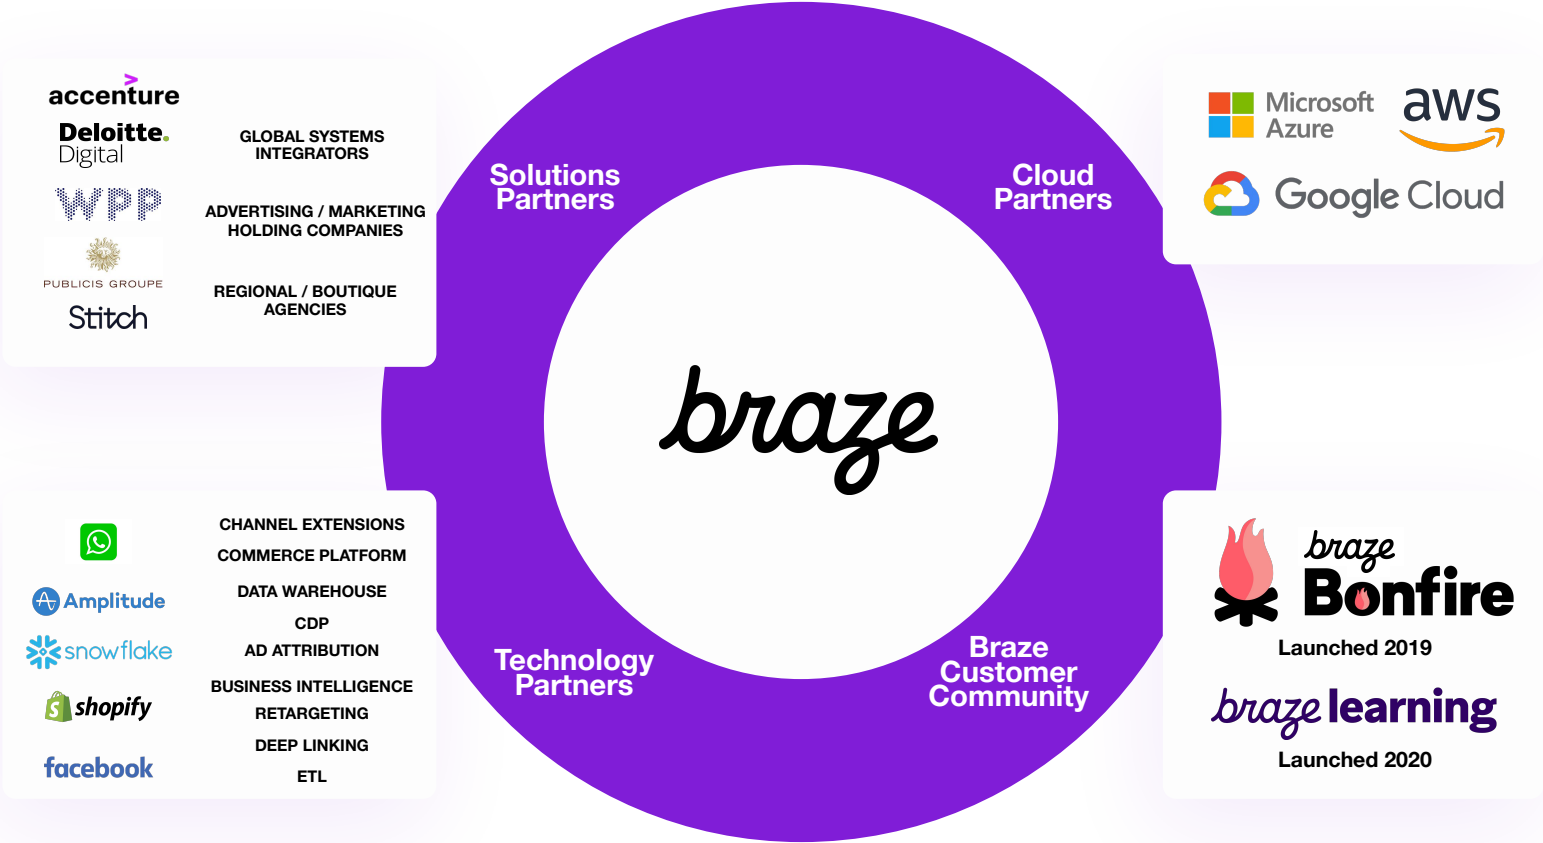 accenture
Deloitte.
Digital
WPP
PUBLICIS GROUPE
Stitch
GLOBAL SYSTEMS
INTEGRATORS
ADVERTISING / MARKETING
HOLDING COMPANIES
REGIONAL / BOUTIQUE
AGENCIES
Solutions
Partners
Cloud
Partners
Microsoft
Azure
aws
Google Cloud
braze
Amplitude
snowflake
shopify
facebook
CHANNEL EXTENSIONS
COMMERCE PLATFORM
DATA WAREHOUSE
CDP
AD ATTRIBUTION
BUSINESS INTELLIGENCE
RETARGETING
DEEP LINKING
ETL
Technology
Partners
Braze
Customer
Community
braze
Bonfire
Launched 2019
braze learning
Launched 2020